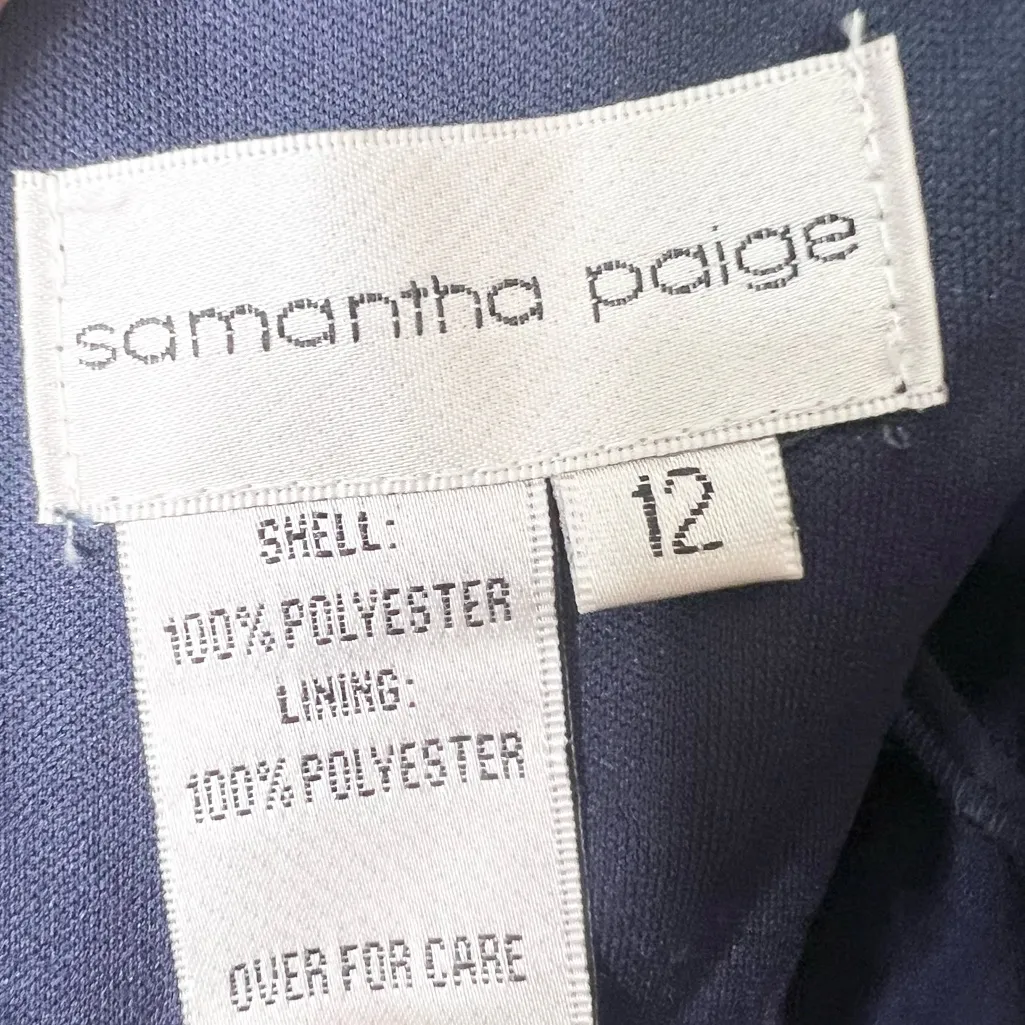 samantha paige
12
SHELL:
100% POLYESTER
LINING:
100% POLYESTER
OVER FOR CARE